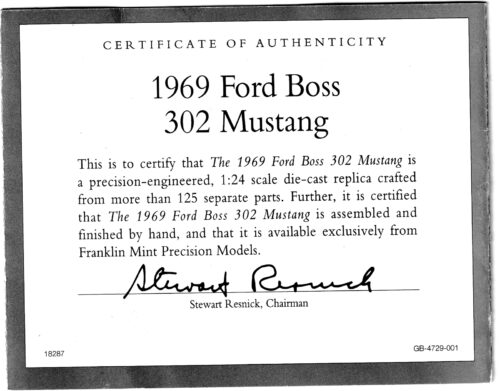 CERTIFICATE OF AUTHENTICITY
1969 Ford Boss
302 Mustang
This is to certify that The 1969 Ford Boss 302 Mustang is
a precision-engineered, 1:24 scale die-cast replica crafted
from more than 125 separate parts. Further, it is certified
that The 1969 Ford Boss 302 Mustang is assembled and
finished by hand, and that it is available exclusively from
Franklin Mint Precision Models.
Stewart Resnick
Stewart Resnick, Chairman
18287
GB-4729-001